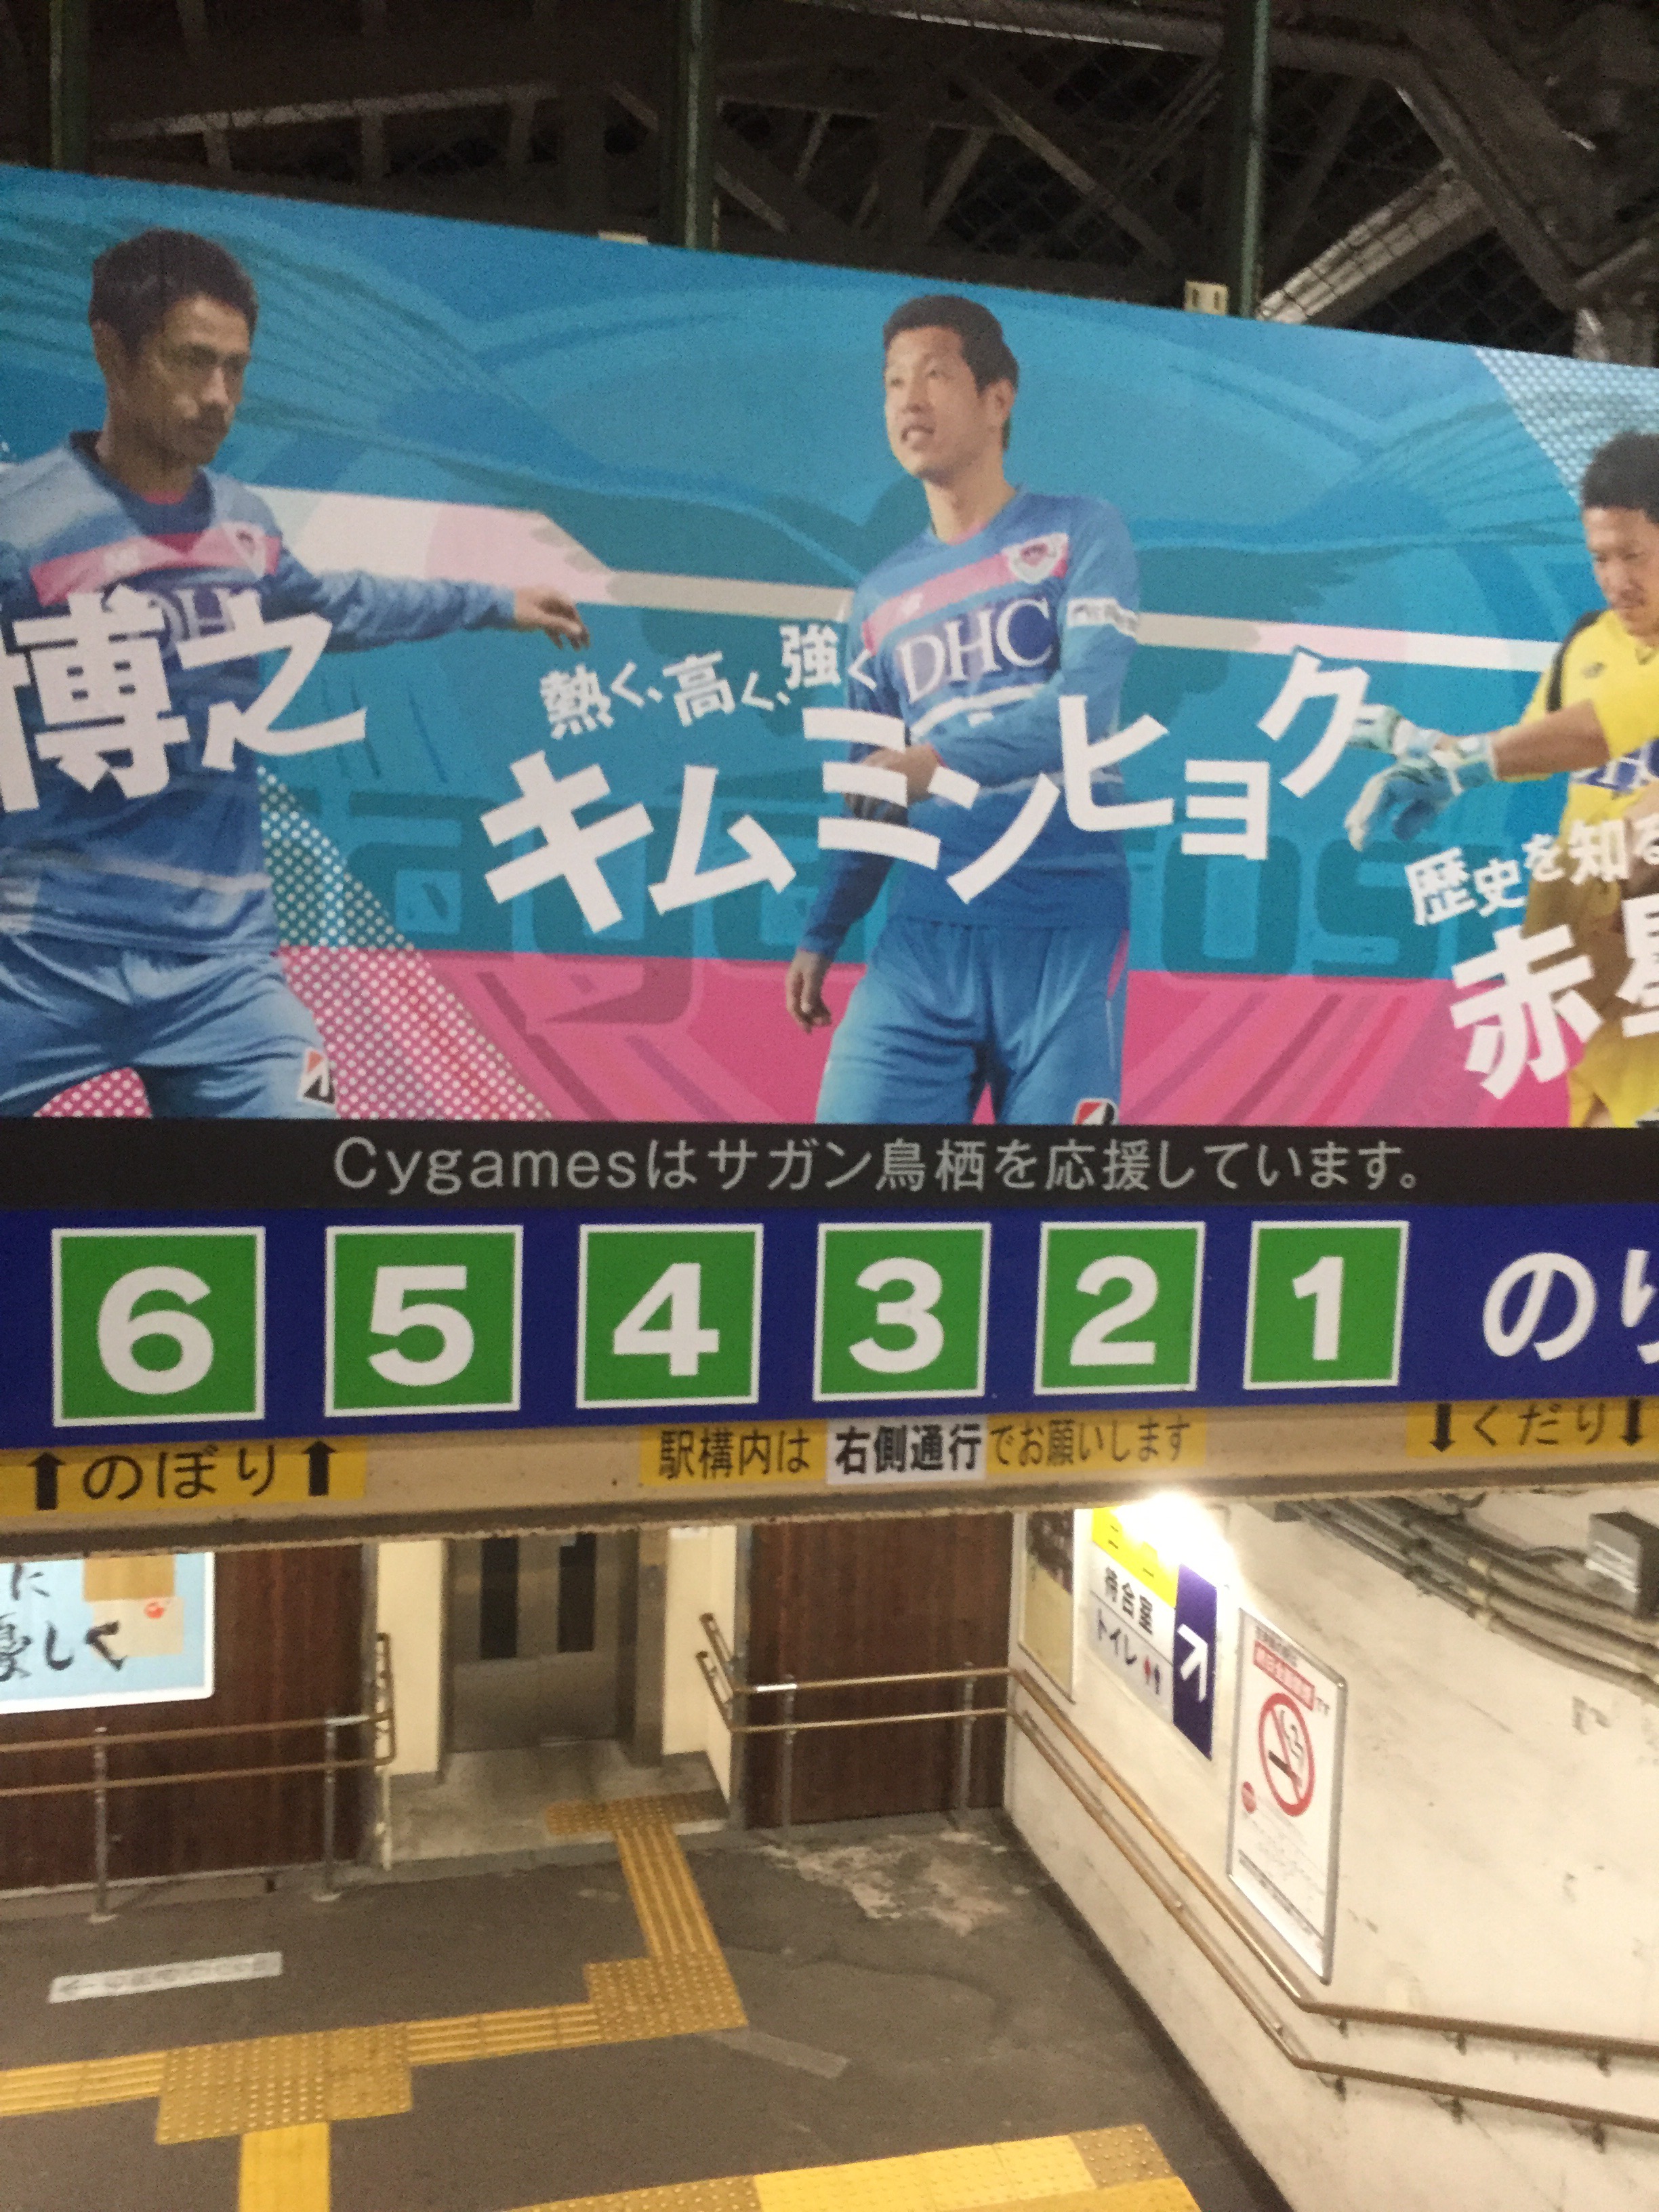 博之
熱く、高く、強く
キム ミンヒョク
DHC
歴史を知る
赤星
Cygamesはサガン鳥栖を応援しています。
6 5 4 3 2 1 のり
↑のぼり↑
駅構内は 右側通行 でお願いします
↓くだり↓
に
優しく
待合室
トイレ